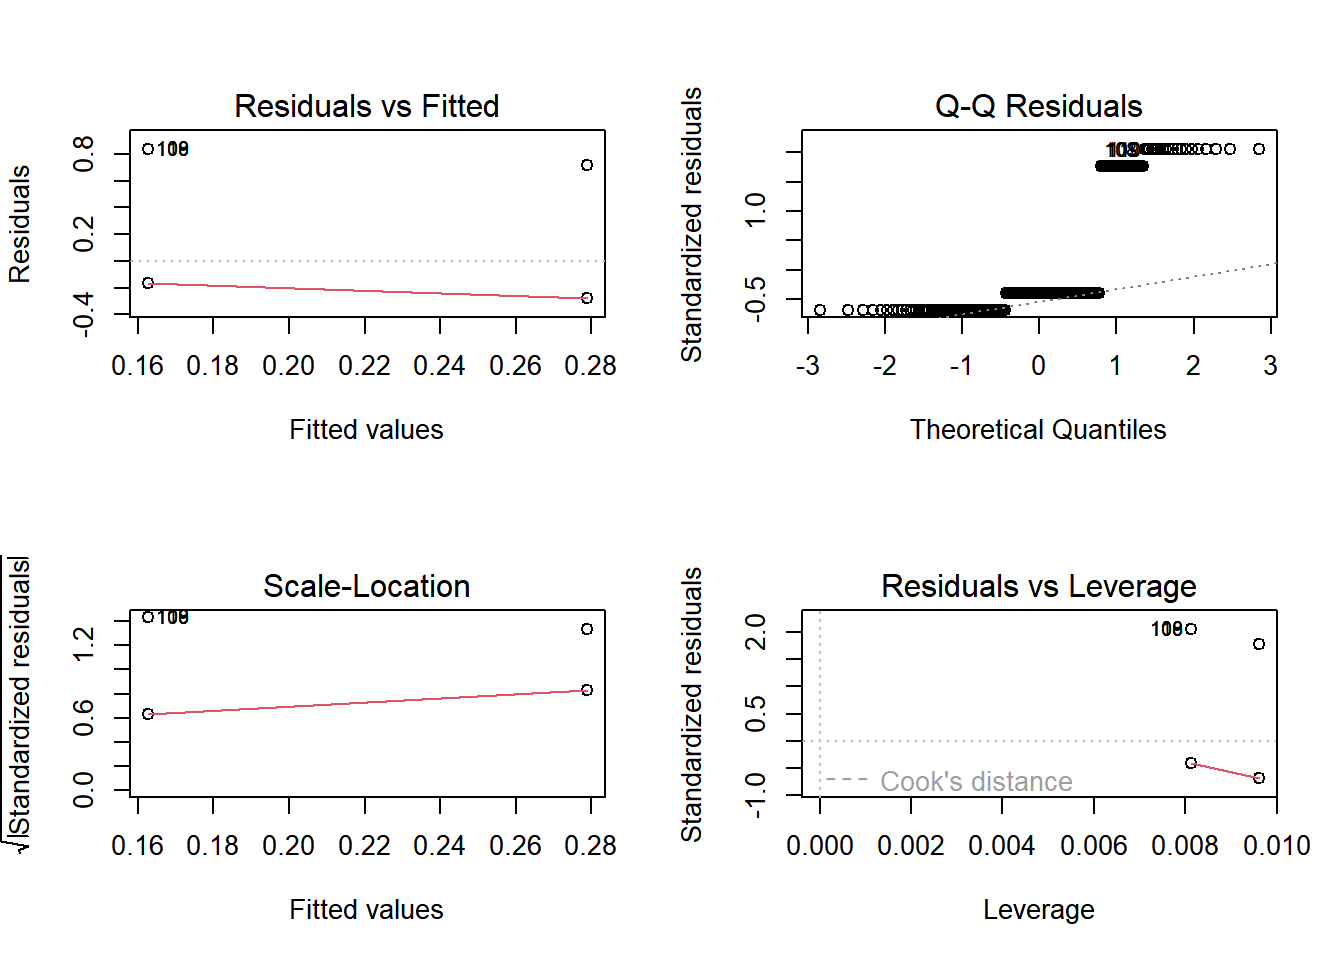 Residuals vs Fitted
Residuals
0.8
0.2
-0.4
0.16 0.18 0.20 0.22 0.24 0.26 0.28
Fitted values
Q-Q Residuals
Standardized residuals
1.0
-0.5
-3 -2 -1 0 1 2 3
Theoretical Quantiles
Scale-Location
√|Standardized residuals|
1.2
0.6
0.0
0.16 0.18 0.20 0.22 0.24 0.26 0.28
Fitted values
Residuals vs Leverage
Standardized residuals
2.0
0.5
-1.0
Cook's distance
0.000 0.002 0.004 0.006 0.008 0.010
Leverage